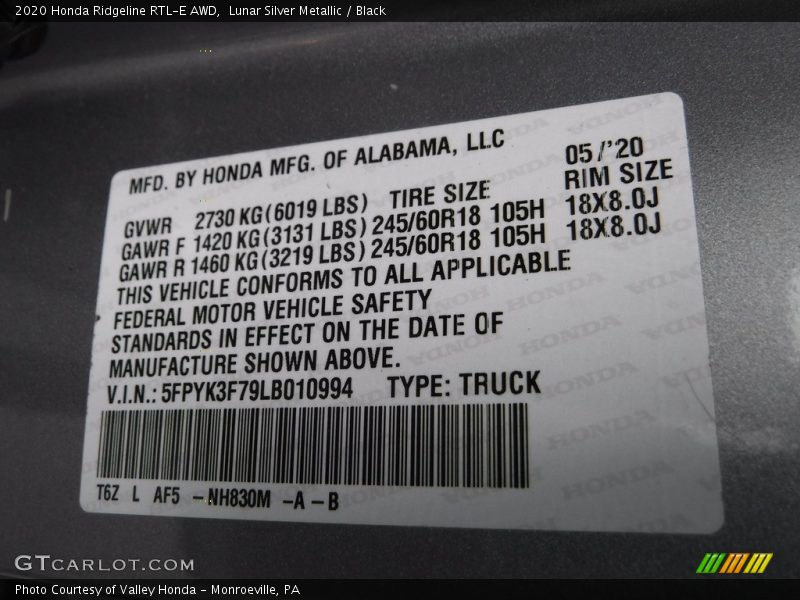 2020 Honda Ridgeline RTL-E AWD, Lunar Silver Metallic / Black
MFD. BY HONDA MFG. OF ALABAMA, LLC 05/'20
GVWR 2730 KG(6019 LBS) TIRE SIZE RIM SIZE
GAWR F 1420 KG(3131 LBS) 245/60R18 105H 18X8.0J
GAWR R 1460 KG(3219 LBS) 245/60R18 105H 18X8.0J
THIS VEHICLE CONFORMS TO ALL APPLICABLE
FEDERAL MOTOR VEHICLE SAFETY
STANDARDS IN EFFECT ON THE DATE OF
MANUFACTURE SHOWN ABOVE.
V.I.N.: 5FPYK3F79LB010994 TYPE: TRUCK
T6Z L AF5 -NH830M -A-B
GTCARLOT.COM
Photo Courtesy of Valley Honda - Monroeville, PA